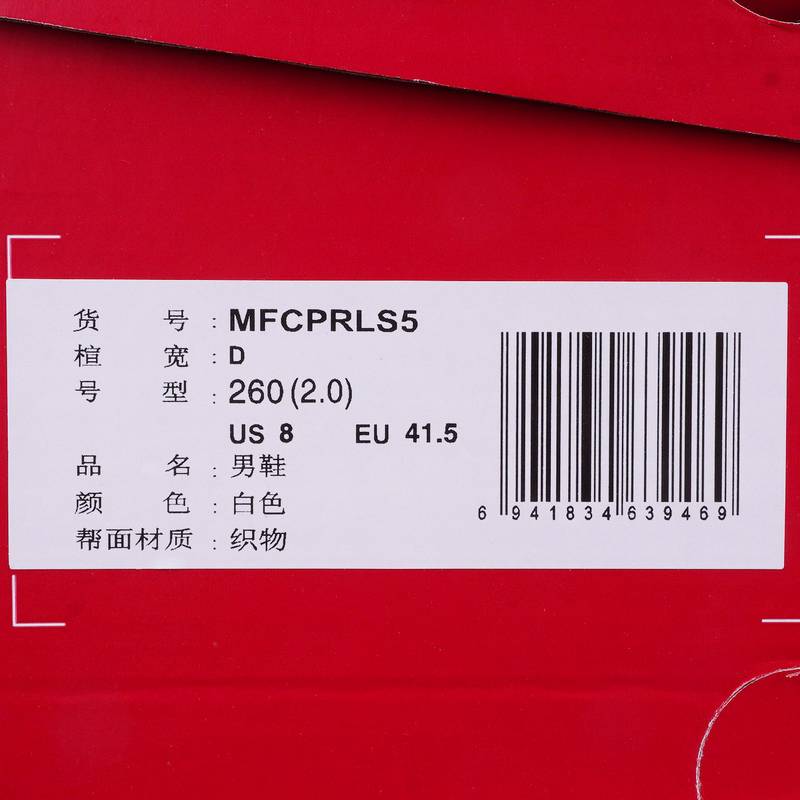 货 号 : MFCPRLS5
楦 宽 : D
号 型 : 260(2.0)
US 8 EU 41.5
品 名 : 男鞋
颜 色 : 白色
帮面材质 : 织物
6 941834 639469